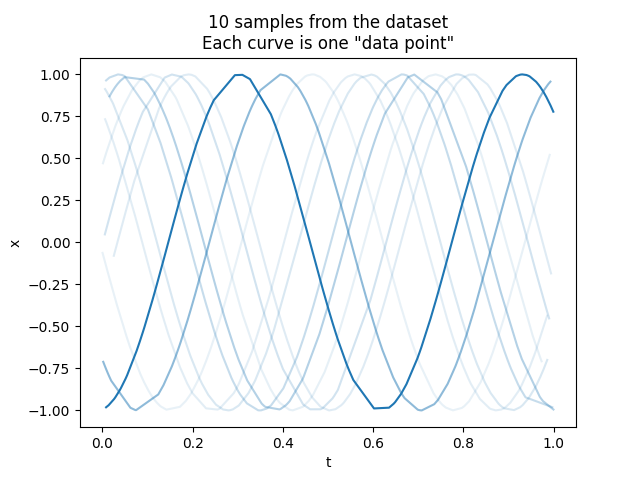 10 samples from the dataset
Each curve is one "data point"
1.00
0.75
0.50
0.25
0.00
−0.25
−0.50
−0.75
−1.00
x
0.0 0.2 0.4 0.6 0.8 1.0
t